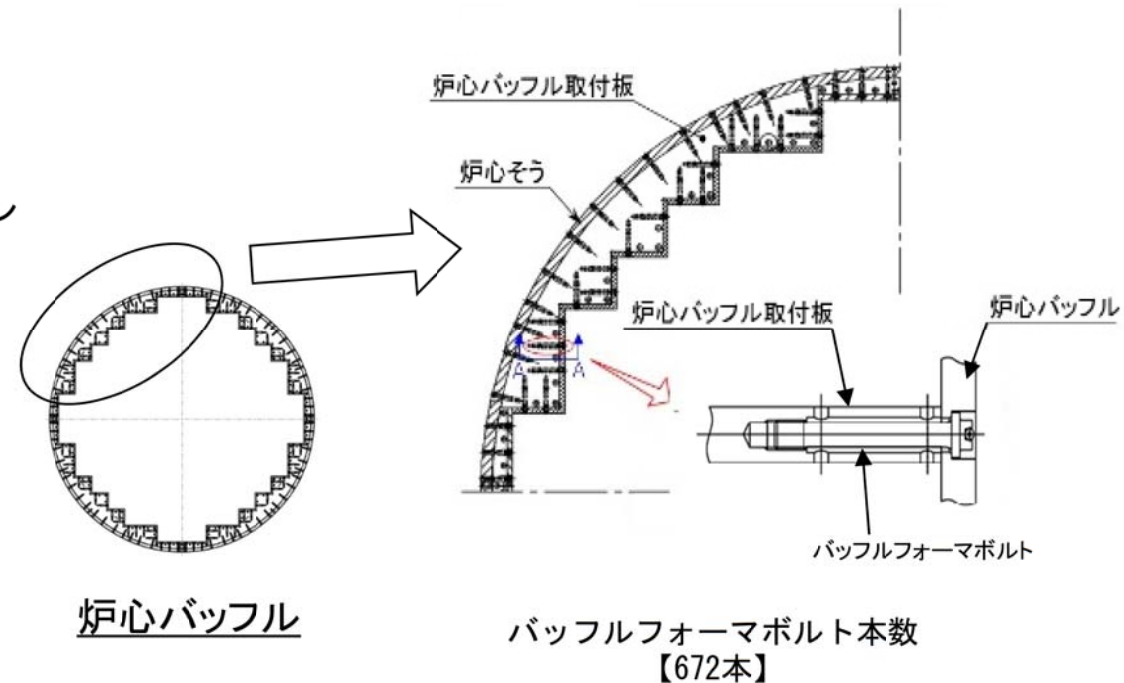 炉心バッフル取付板
炉心そう
炉心バッフル取付板
炉心バッフル
A
A
バッフルフォーマボルト
炉心バッフル
バッフルフォーマボルト本数
【672本】